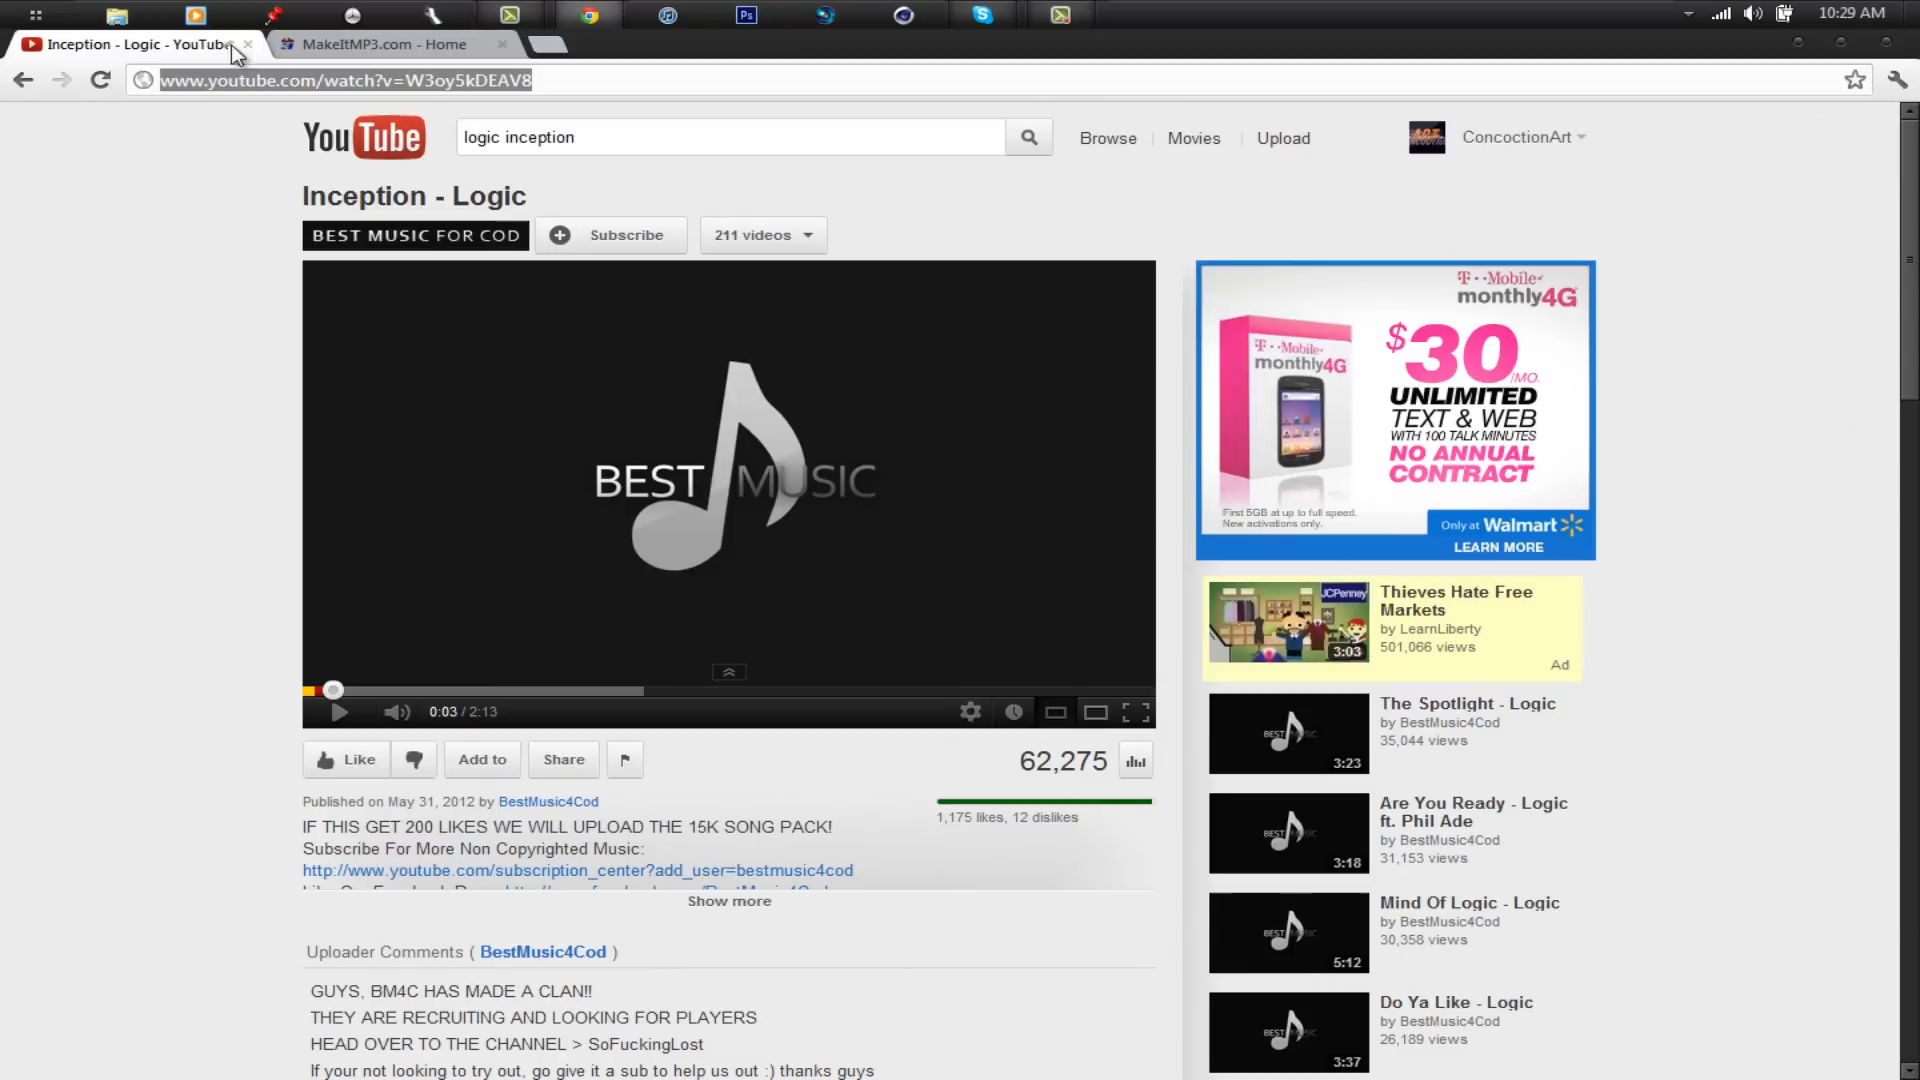 10:29 AM
Inception - Logic - YouTube
MakeItMP3.com - Home
www.youtube.com/watch?v=W3oy5kDEAV8
YouTube
logic inception
Browse
Movies
Upload
ConcoctionArt
Inception - Logic
BEST MUSIC FOR COD
Subscribe
211 videos
BEST MUSIC
0:03 / 2:13
Like
Add to
Share
62,275
Published on May 31, 2012 by BestMusic4Cod
1,175 likes, 12 dislikes
IF THIS GET 200 LIKES WE WILL UPLOAD THE 15K SONG PACK!
Subscribe For More Non Copyrighted Music:
http://www.youtube.com/subscription_center?add_user=bestmusic4cod
Show more
Uploader Comments ( BestMusic4Cod )
GUYS, BM4C HAS MADE A CLAN!!
THEY ARE RECRUITING AND LOOKING FOR PLAYERS
HEAD OVER TO THE CHANNEL > SoFuckingLost
If your not looking to try out, go give it a sub to help us out :) thanks guys
T··Mobile·
monthly4G
T··Mobile·
monthly4G
$30/MO.
UNLIMITED
TEXT & WEB
WITH 100 TALK MINUTES
NO ANNUAL
CONTRACT
First 5GB at up to full speed.
New activations only.
Only at Walmart
LEARN MORE
JCPenney
3:03
Thieves Hate Free
Markets
by LearnLiberty
501,066 views
Ad
BEST MUSIC
3:23
The Spotlight - Logic
by BestMusic4Cod
35,044 views
BEST MUSIC
3:18
Are You Ready - Logic
ft. Phil Ade
by BestMusic4Cod
31,153 views
BEST MUSIC
5:12
Mind Of Logic - Logic
by BestMusic4Cod
30,358 views
BEST MUSIC
3:37
Do Ya Like - Logic
by BestMusic4Cod
26,189 views